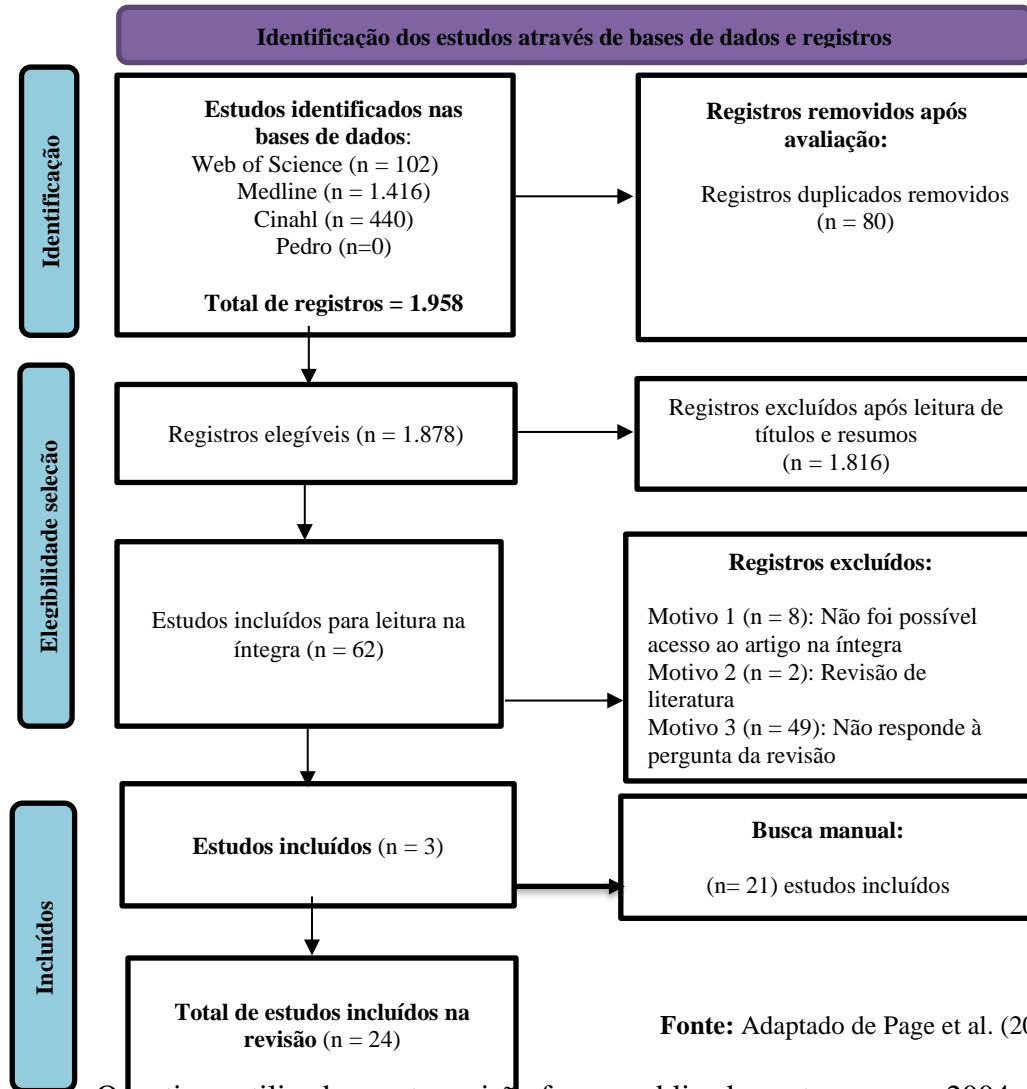 Identificação dos estudos através de bases de dados e registros
Identificação
Estudos identificados nas
bases de dados:
Web of Science (n = 102)
Medline (n = 1.416)
Cinahl (n = 440)
Pedro (n=0)
Total de registros = 1.958
Registros removidos após
avaliação:
Registros duplicados removidos
(n = 80)
Elegibilidade seleção
Registros elegíveis (n = 1.878)
Registros excluídos após leitura de
títulos e resumos
(n = 1.816)
Estudos incluídos para leitura na
íntegra (n = 62)
Registros excluídos:
Motivo 1 (n = 8): Não foi possível
acesso ao artigo na íntegra
Motivo 2 (n = 2): Revisão de
literatura
Motivo 3 (n = 49): Não responde à
pergunta da revisão
Incluídos
Estudos incluídos (n = 3)
Busca manual:
(n= 21) estudos incluídos
Total de estudos incluídos na
revisão (n = 24)
Fonte: Adaptado de Page et al. (20